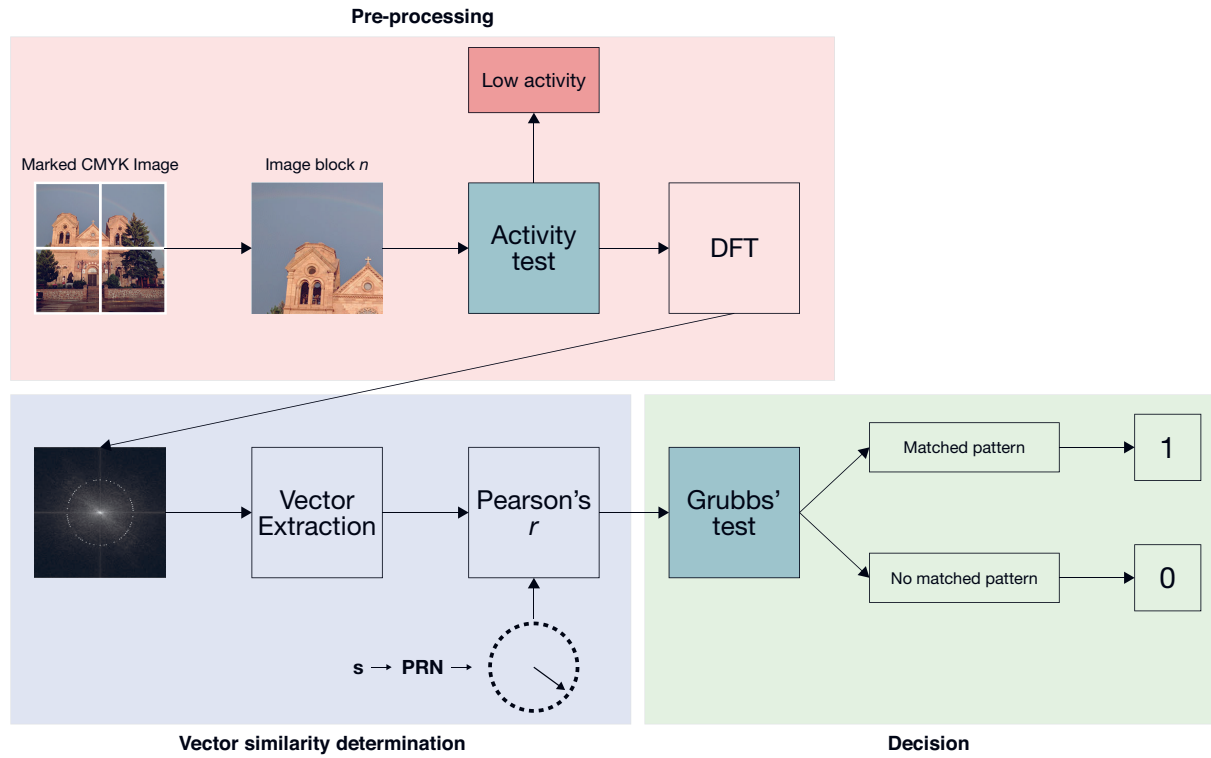 Pre-processing
Low activity
Marked CMYK Image
Image block n
Activity
test
DFT
Vector
Extraction
Pearson’s
r
Grubbs’
test
Matched pattern
1
No matched pattern
0
s
PRN
Vector similarity determination
Decision